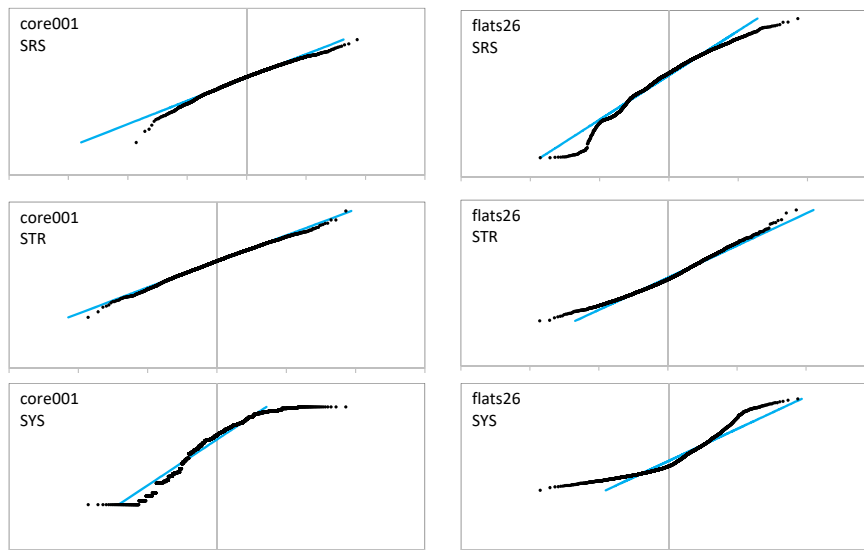 core001
SRS
flats26
SRS
core001
STR
flats26
STR
core001
SYS
flats26
SYS